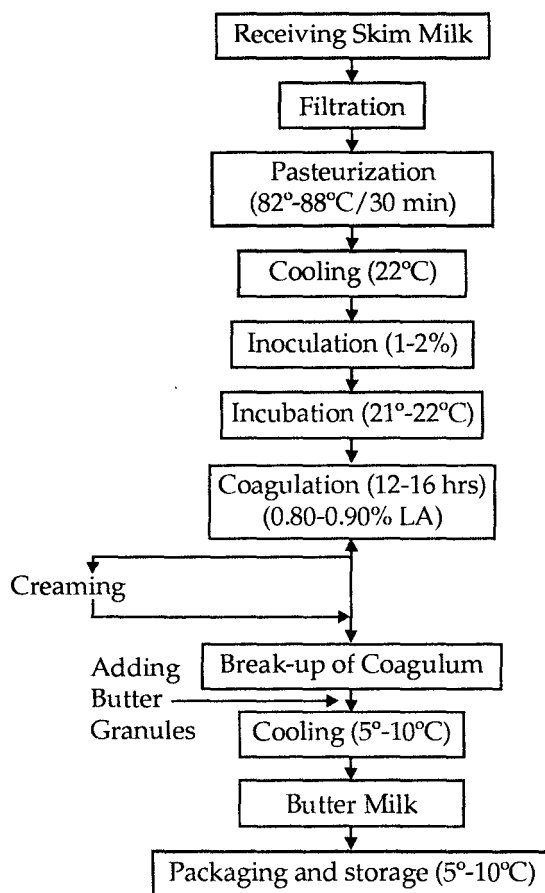 Receiving Skim Milk
Filtration
Pasteurization
(82º-88ºC/30 min)
Cooling (22ºC)
Inoculation (1-2%)
Incubation (21º-22ºC)
Coagulation (12-16 hrs)
(0.80-0.90% LA)
Creaming
Break-up of Coagulum
Adding
Butter
Granules
Cooling (5º-10ºC)
Butter Milk
Packaging and storage (5º-10ºC)